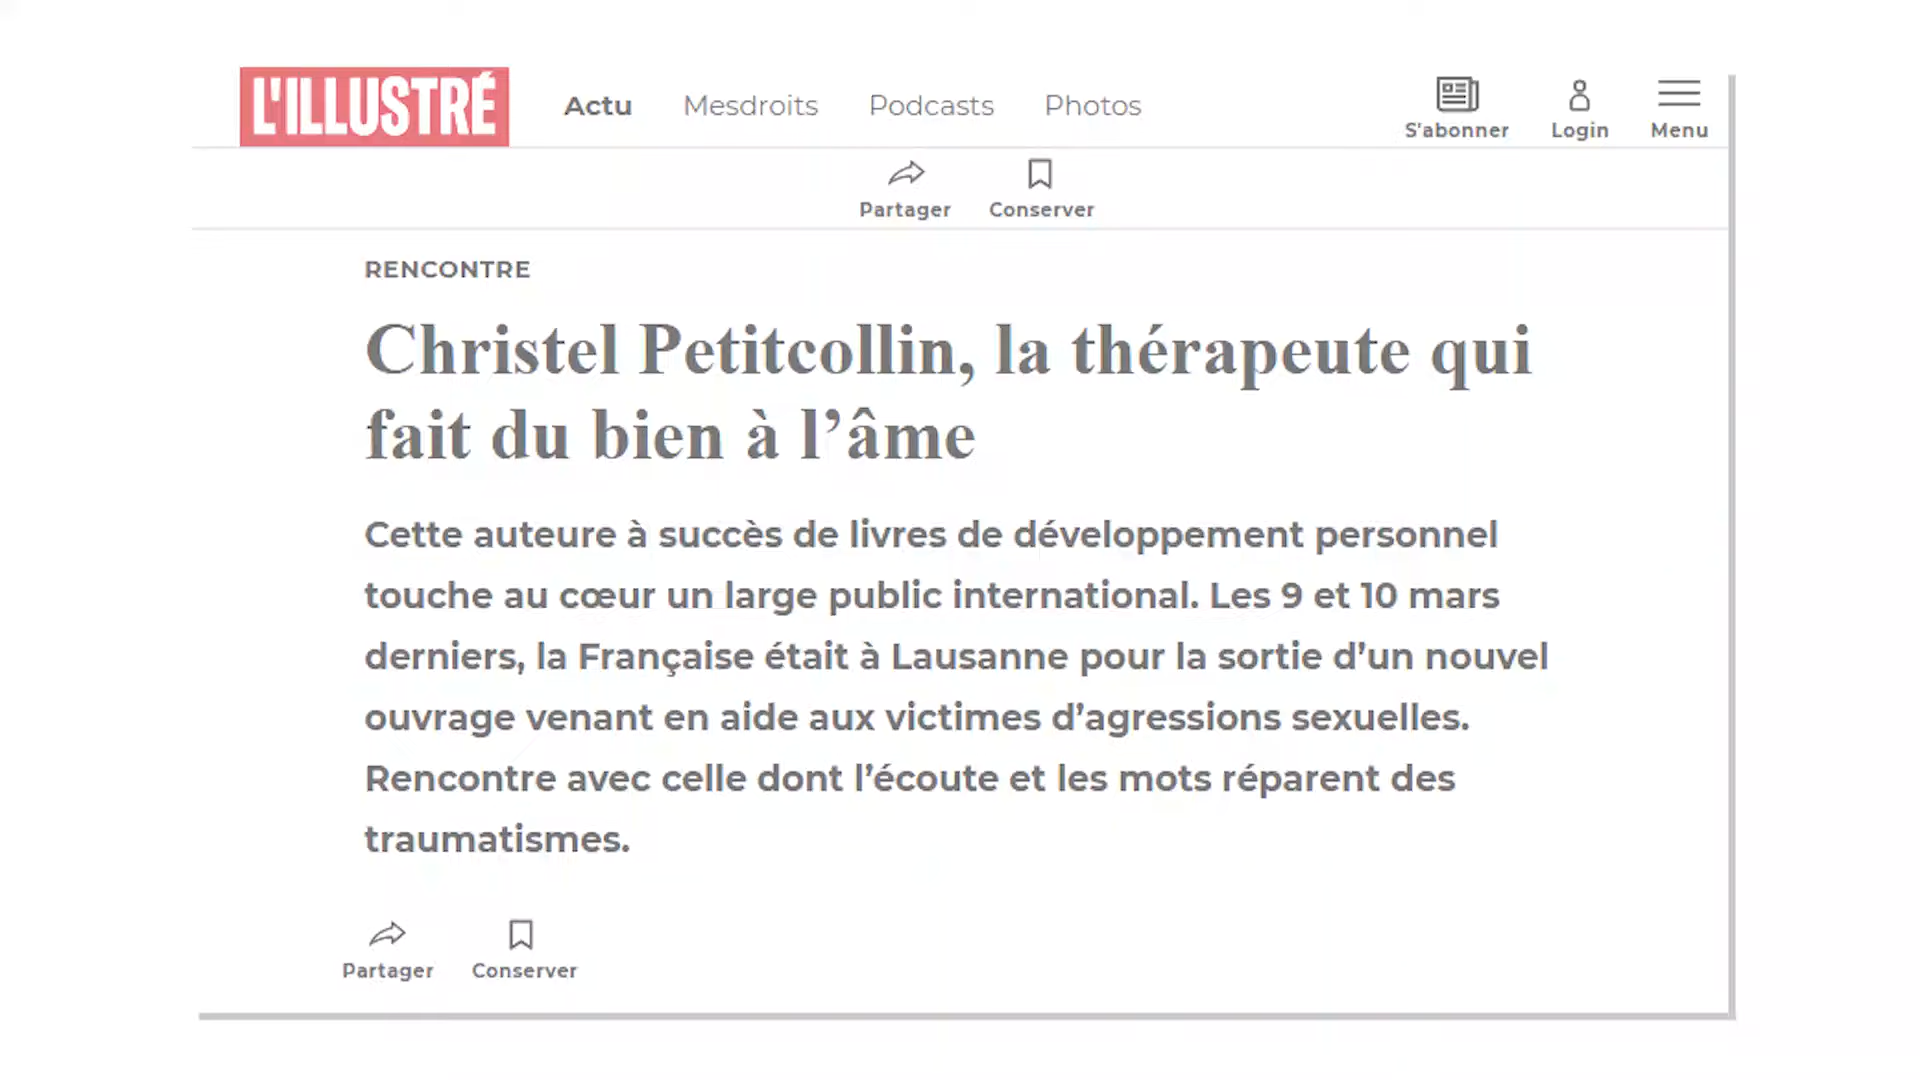 L'ILLUSTRÉ
Actu Mesdroits Podcasts Photos
S'abonner Login Menu
Partager Conserver
RENCONTRE
Christel Petitcollin, la thérapeute qui
fait du bien à l’âme
Cette auteure à succès de livres de développement personnel
touche au cœur un large public international. Les 9 et 10 mars
derniers, la Française était à Lausanne pour la sortie d’un nouvel
ouvrage venant en aide aux victimes d’agressions sexuelles.
Rencontre avec celle dont l’écoute et les mots réparent des
traumatismes.
Partager Conserver